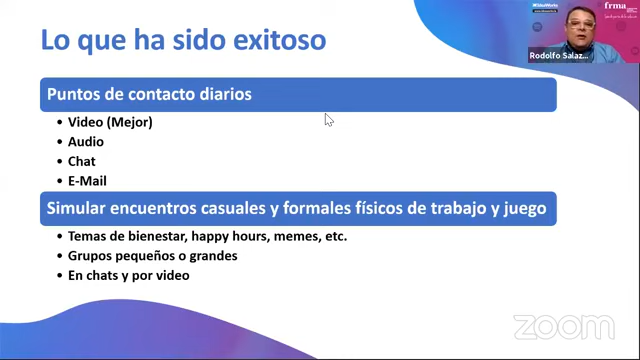 Lo que ha sido exitoso
frma
Rodolfo Salaz...
Puntos de contacto diarios
• Video (Mejor)
• Audio
• Chat
• E-Mail
Simular encuentros casuales y formales físicos de trabajo y juego
• Temas de bienestar, happy hours, memes, etc.
• Grupos pequeños o grandes
• En chats y por video
zoom